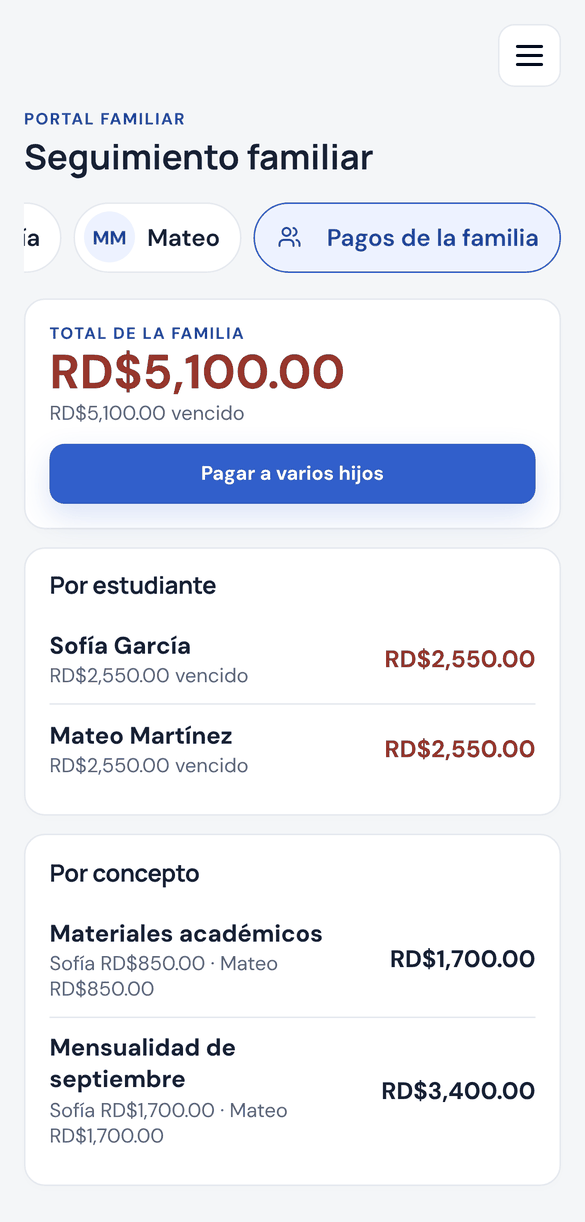 PORTAL FAMILIAR
Seguimiento familiar
ía
MM Mateo
Pagos de la familia
TOTAL DE LA FAMILIA
RD$5,100.00
RD$5,100.00 vencido
Pagar a varios hijos
Por estudiante
Sofía García
RD$2,550.00 vencido
RD$2,550.00
Mateo Martínez
RD$2,550.00 vencido
RD$2,550.00
Por concepto
Materiales académicos
Sofía RD$850.00 · Mateo
RD$850.00
RD$1,700.00
Mensualidad de
septiembre
Sofía RD$1,700.00 · Mateo
RD$1,700.00
RD$3,400.00